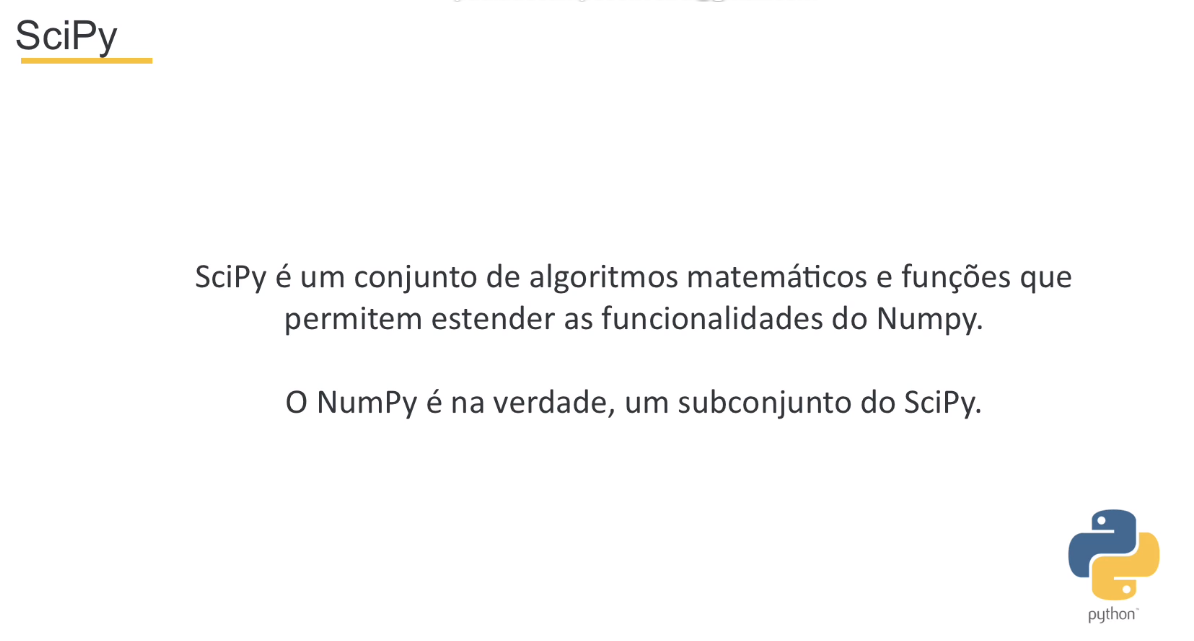 SciPy
SciPy é um conjunto de algoritmos matemáticos e funções que
permitem estender as funcionalidades do Numpy.
O NumPy é na verdade, um subconjunto do SciPy.
python